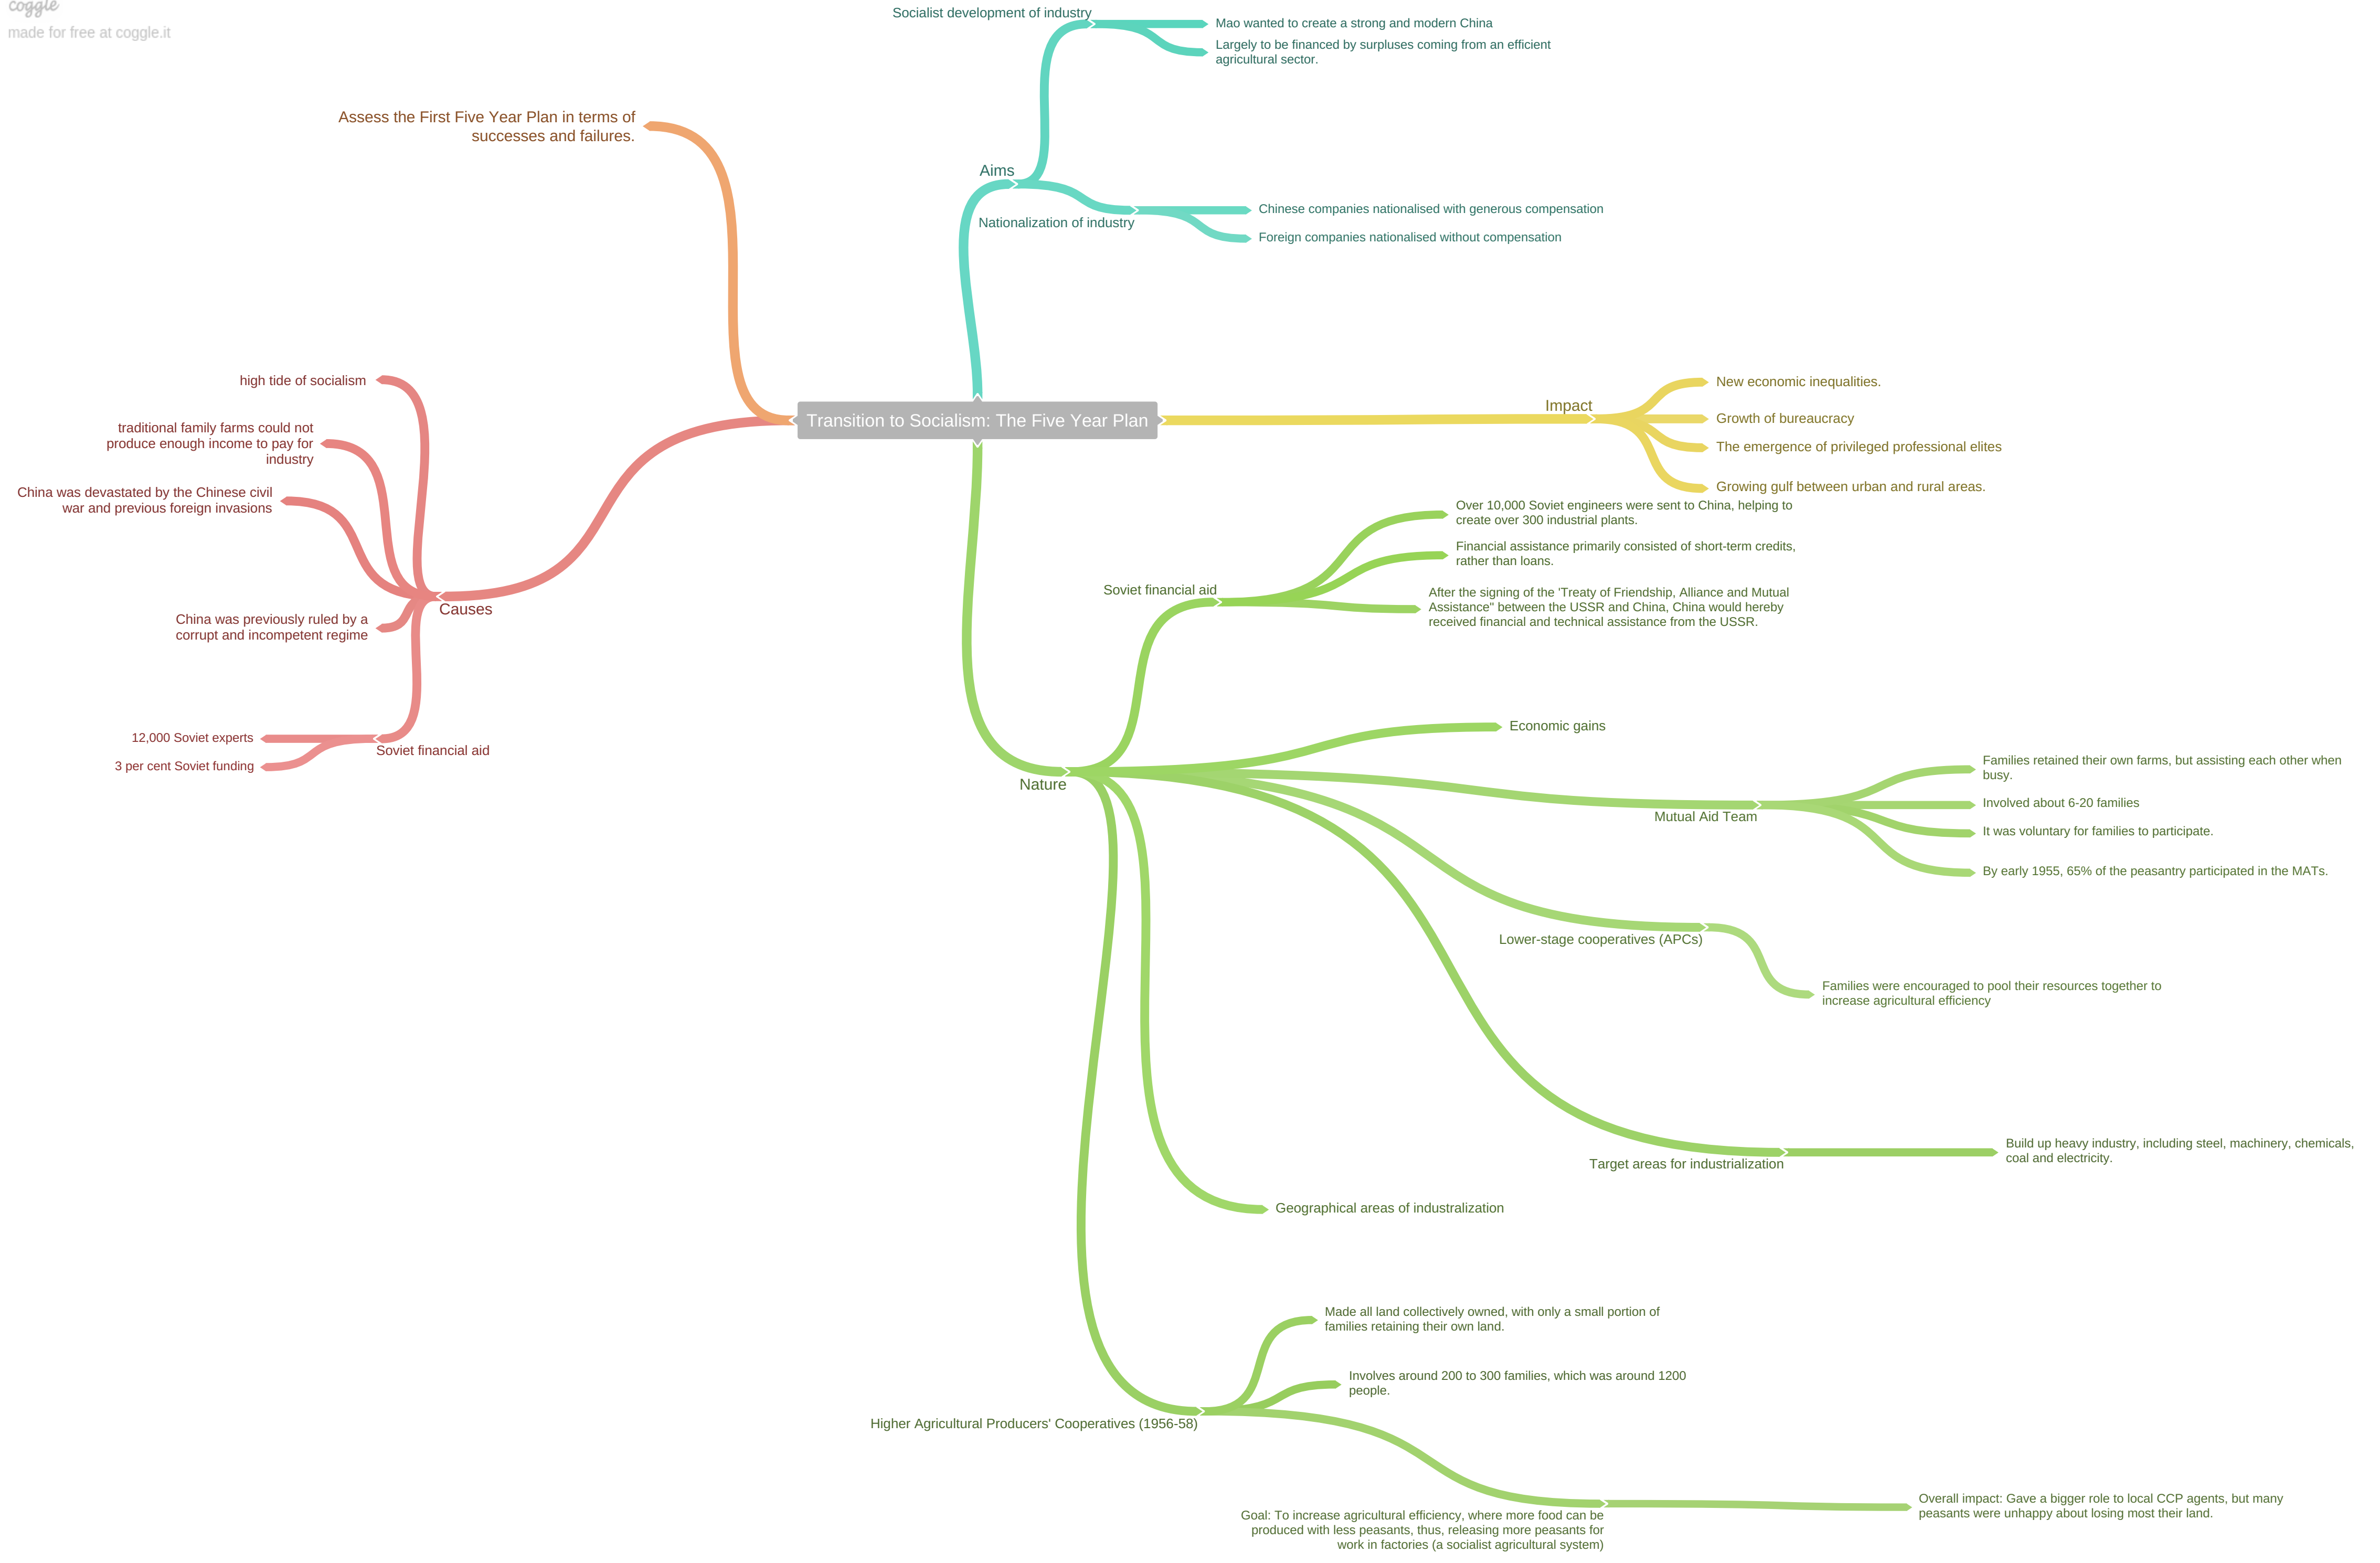 coggle
made for free at coggle.it
Socialist development of industry
Mao wanted to create a strong and modern China
Largely to be financed by surpluses coming from an efficient
agricultural sector.
Assess the First Five Year Plan in terms of
successes and failures.
Aims
Nationalization of industry
Chinese companies nationalised with generous compensation
Foreign companies nationalised without compensation
high tide of socialism
traditional family farms could not
produce enough income to pay for
industry
China was devastated by the Chinese civil
war and previous foreign invasions
Causes
China was previously ruled by a
corrupt and incompetent regime
12,000 Soviet experts
3 per cent Soviet funding
Soviet financial aid
Transition to Socialism: The Five Year Plan
Impact
New economic inequalities.
Growth of bureaucracy
The emergence of privileged professional elites
Growing gulf between urban and rural areas.
Soviet financial aid
Over 10,000 Soviet engineers were sent to China, helping to
create over 300 industrial plants.
Financial assistance primarily consisted of short-term credits,
rather than loans.
After the signing of the 'Treaty of Friendship, Alliance and Mutual
Assistance" between the USSR and China, China would hereby
received financial and technical assistance from the USSR.
Nature
Economic gains
Mutual Aid Team
Families retained their own farms, but assisting each other when
busy.
Involved about 6-20 families
It was voluntary for families to participate.
By early 1955, 65% of the peasantry participated in the MATs.
Lower-stage cooperatives (APCs)
Families were encouraged to pool their resources together to
increase agricultural efficiency
Target areas for industrialization
Build up heavy industry, including steel, machinery, chemicals,
coal and electricity.
Geographical areas of industralization
Higher Agricultural Producers' Cooperatives (1956-58)
Made all land collectively owned, with only a small portion of
families retaining their own land.
Involves around 200 to 300 families, which was around 1200
people.
Goal: To increase agricultural efficiency, where more food can be
produced with less peasants, thus, releasing more peasants for
work in factories (a socialist agricultural system)
Overall impact: Gave a bigger role to local CCP agents, but many
peasants were unhappy about losing most their land.